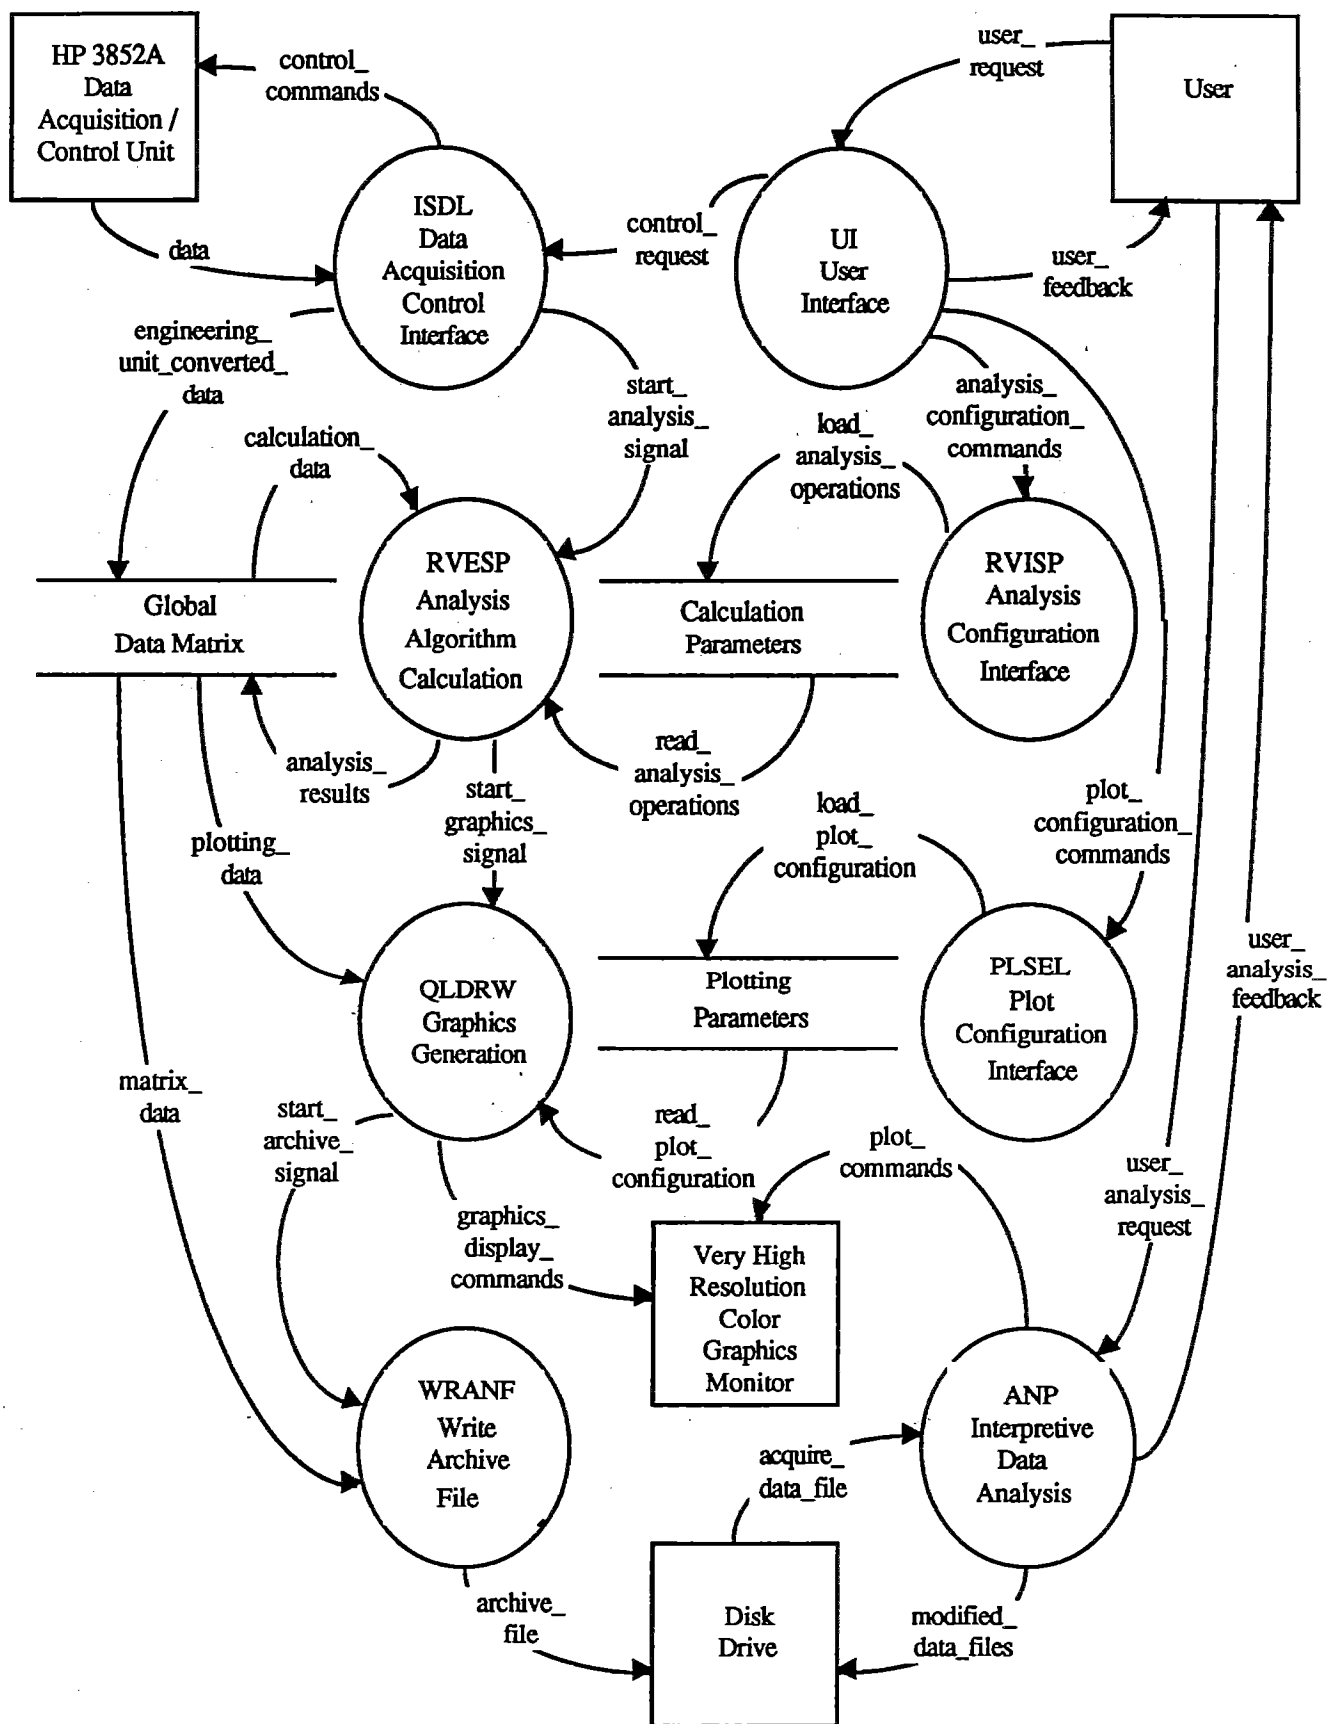 HP 3852A
Data
Acquisition /
Control Unit
control_
commands
user_
request
User
ISDL
Data
Acquisition
Control
Interface
control_
request
UI
User
Interface
user_
feedback
data
engineering_
unit_converted_
data
start_
analysis_
signal
analysis_
configuration_
commands
load_
analysis_
operations
calculation_
data
Global
Data Matrix
RVESP
Analysis
Algorithm
Calculation
Calculation
Parameters
RVISP
Analysis
Configuration
Interface
analysis_
results
start_
graphics_
signal
read_
analysis_
operations
load_
plot_
configuration
plot_
configuration_
commands
plotting_
data
QLDRW
Graphics
Generation
Plotting
Parameters
PLSEL
Plot
Configuration
Interface
user_
analysis_
feedback
matrix_
data
start_
archive_
signal
read_
plot_
configuration
plot_
commands
user_
analysis_
request
graphics_
display_
commands
Very High
Resolution
Color
Graphics
Monitor
WRANF
Write
Archive
File
ANP
Interpretive
Data
Analysis
acquire_
data_file
archive_
file
Disk
Drive
modified_
data_files